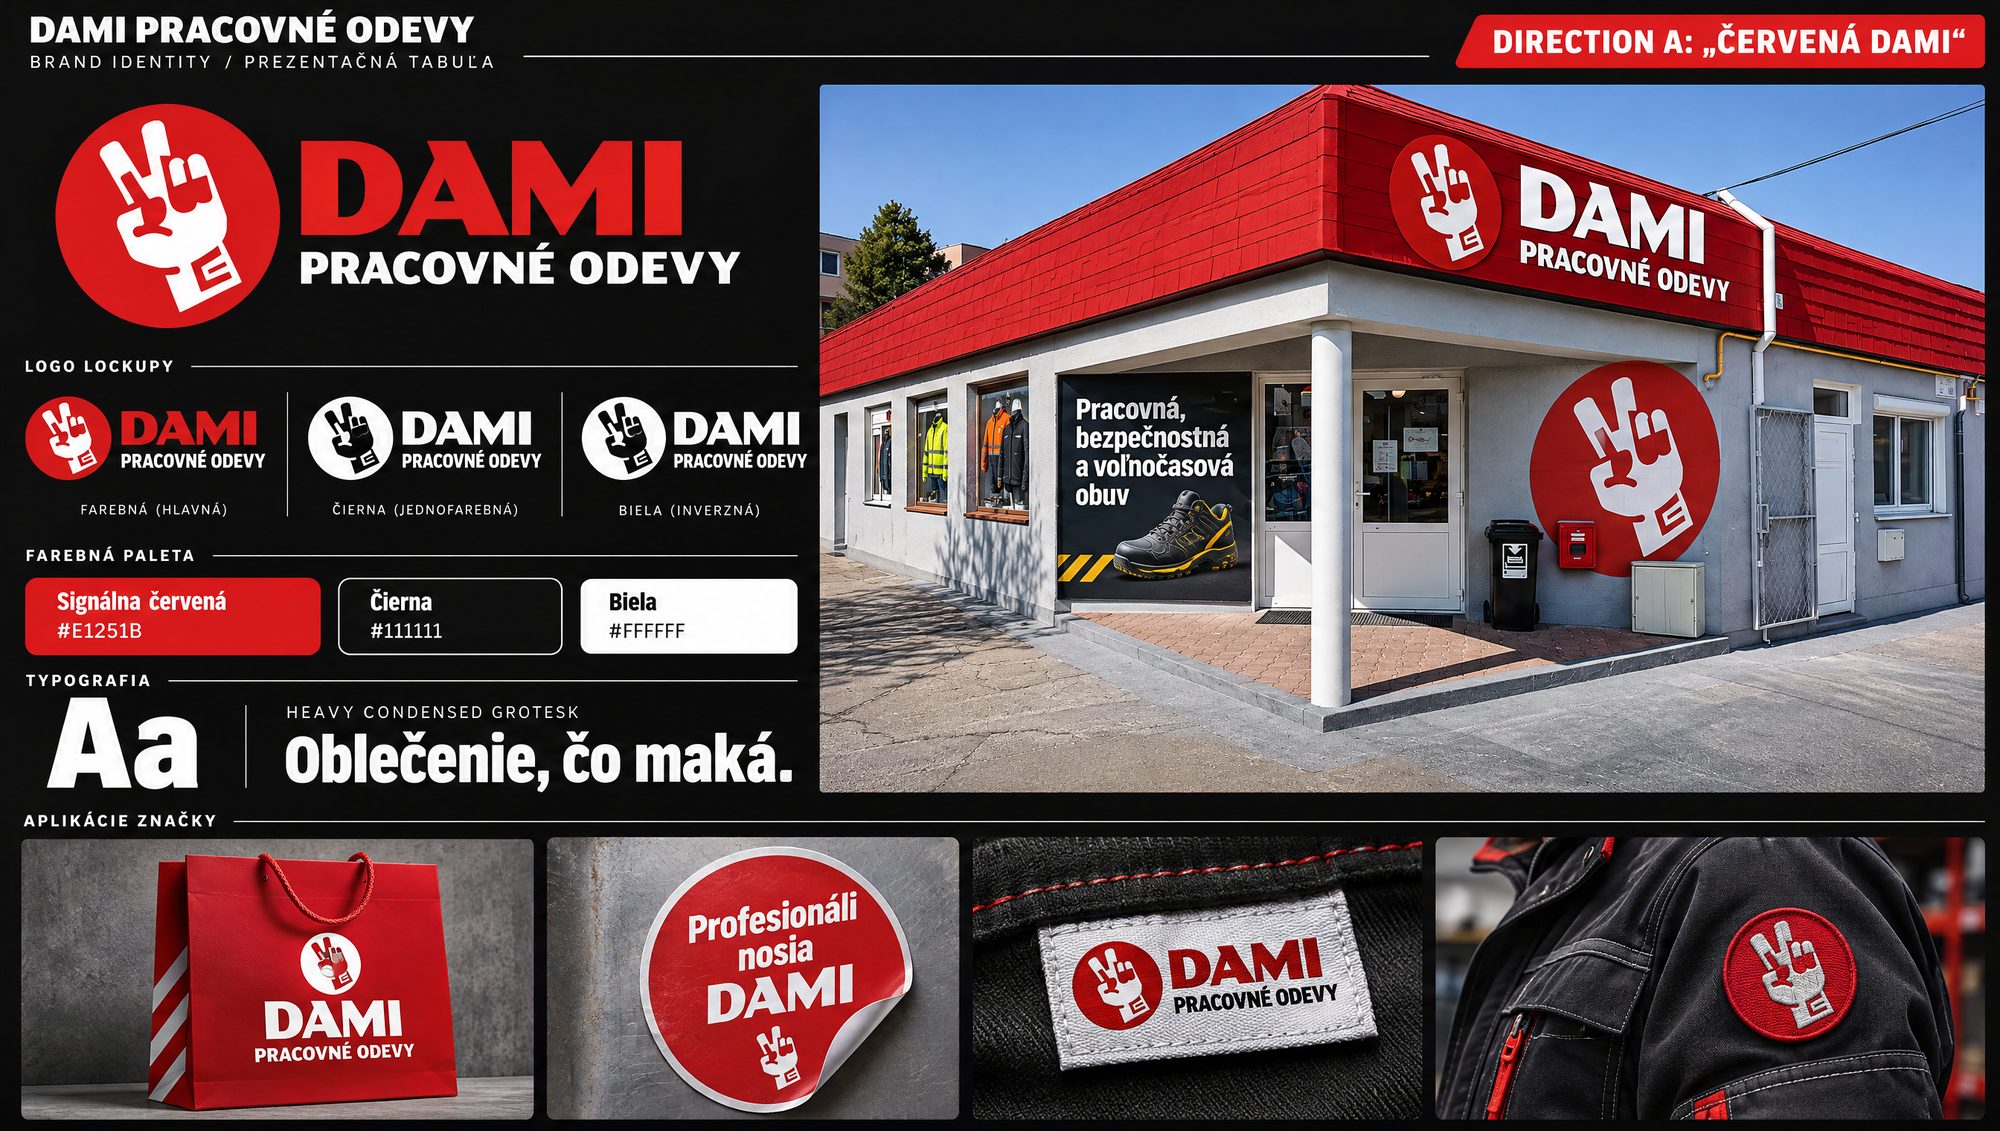 DAMI PRACOVNÉ ODEVY
BRAND IDENTITY / PREZENTAČNÁ TABUĽA
DIRECTION A: „ČERVENÁ DAMI“
DAMI
PRACOVNÉ ODEVY
LOGO LOCKUPY
DAMI
PRACOVNÉ ODEVY
FAREBNÁ (HLAVNÁ)
DAMI
PRACOVNÉ ODEVY
ČIERNA (JEDNOFAREBNÁ)
DAMI
PRACOVNÉ ODEVY
BIELA (INVERZNÁ)
FAREBNÁ PALETA
Signálna červená
#E1251B
Čierna
#111111
Biela
#FFFFFF
TYPOGRAFIA
Aa
HEAVY CONDENSED GROTESK
Oblečenie, čo maká.
DAMI
PRACOVNÉ ODEVY
Pracovná,
bezpečnostná
a voľnočasová
obuv
APLIKÁCIE ZNAČKY
DAMI
PRACOVNÉ ODEVY
Profesionáli
nosia
DAMI
DAMI
PRACOVNÉ ODEVY